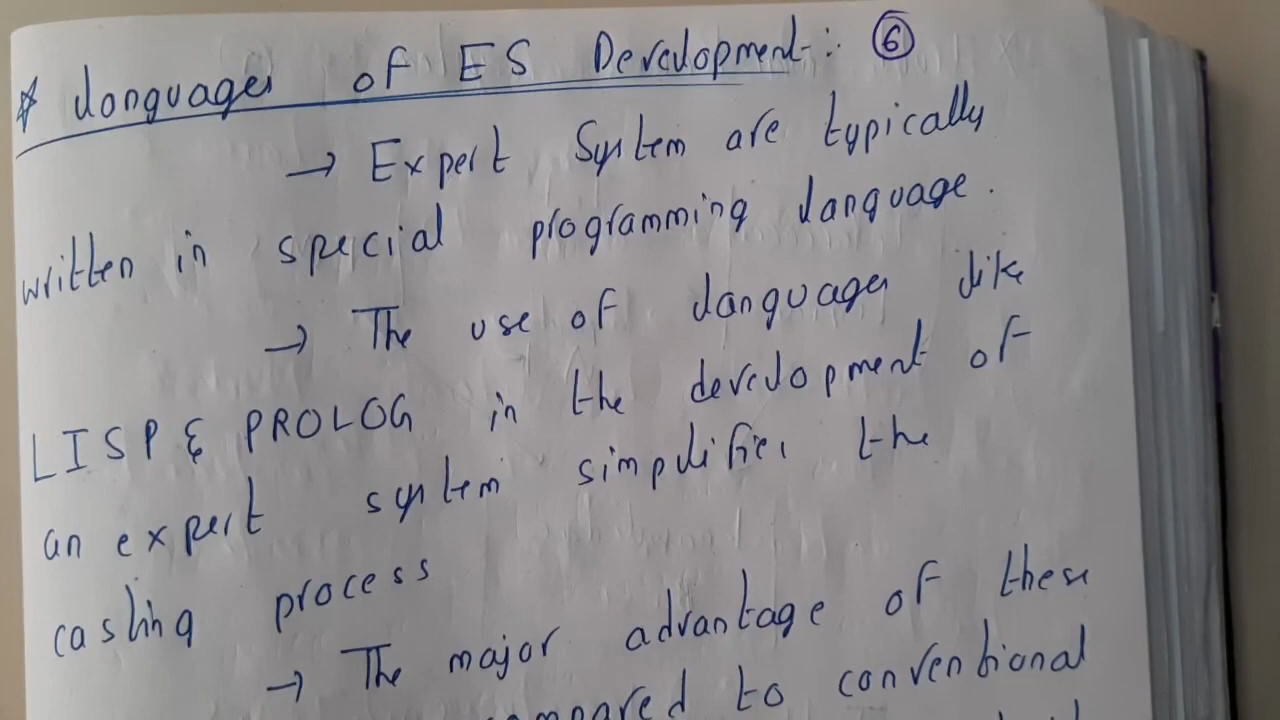 * Languages of ES Development :- 6
→ Expert System are typically
written in special programming language.
→ The use of languages like
LISP & PROLOG in the development of
an expert system simplifies the
casting process
→ The major advantage of these
compared to conventional